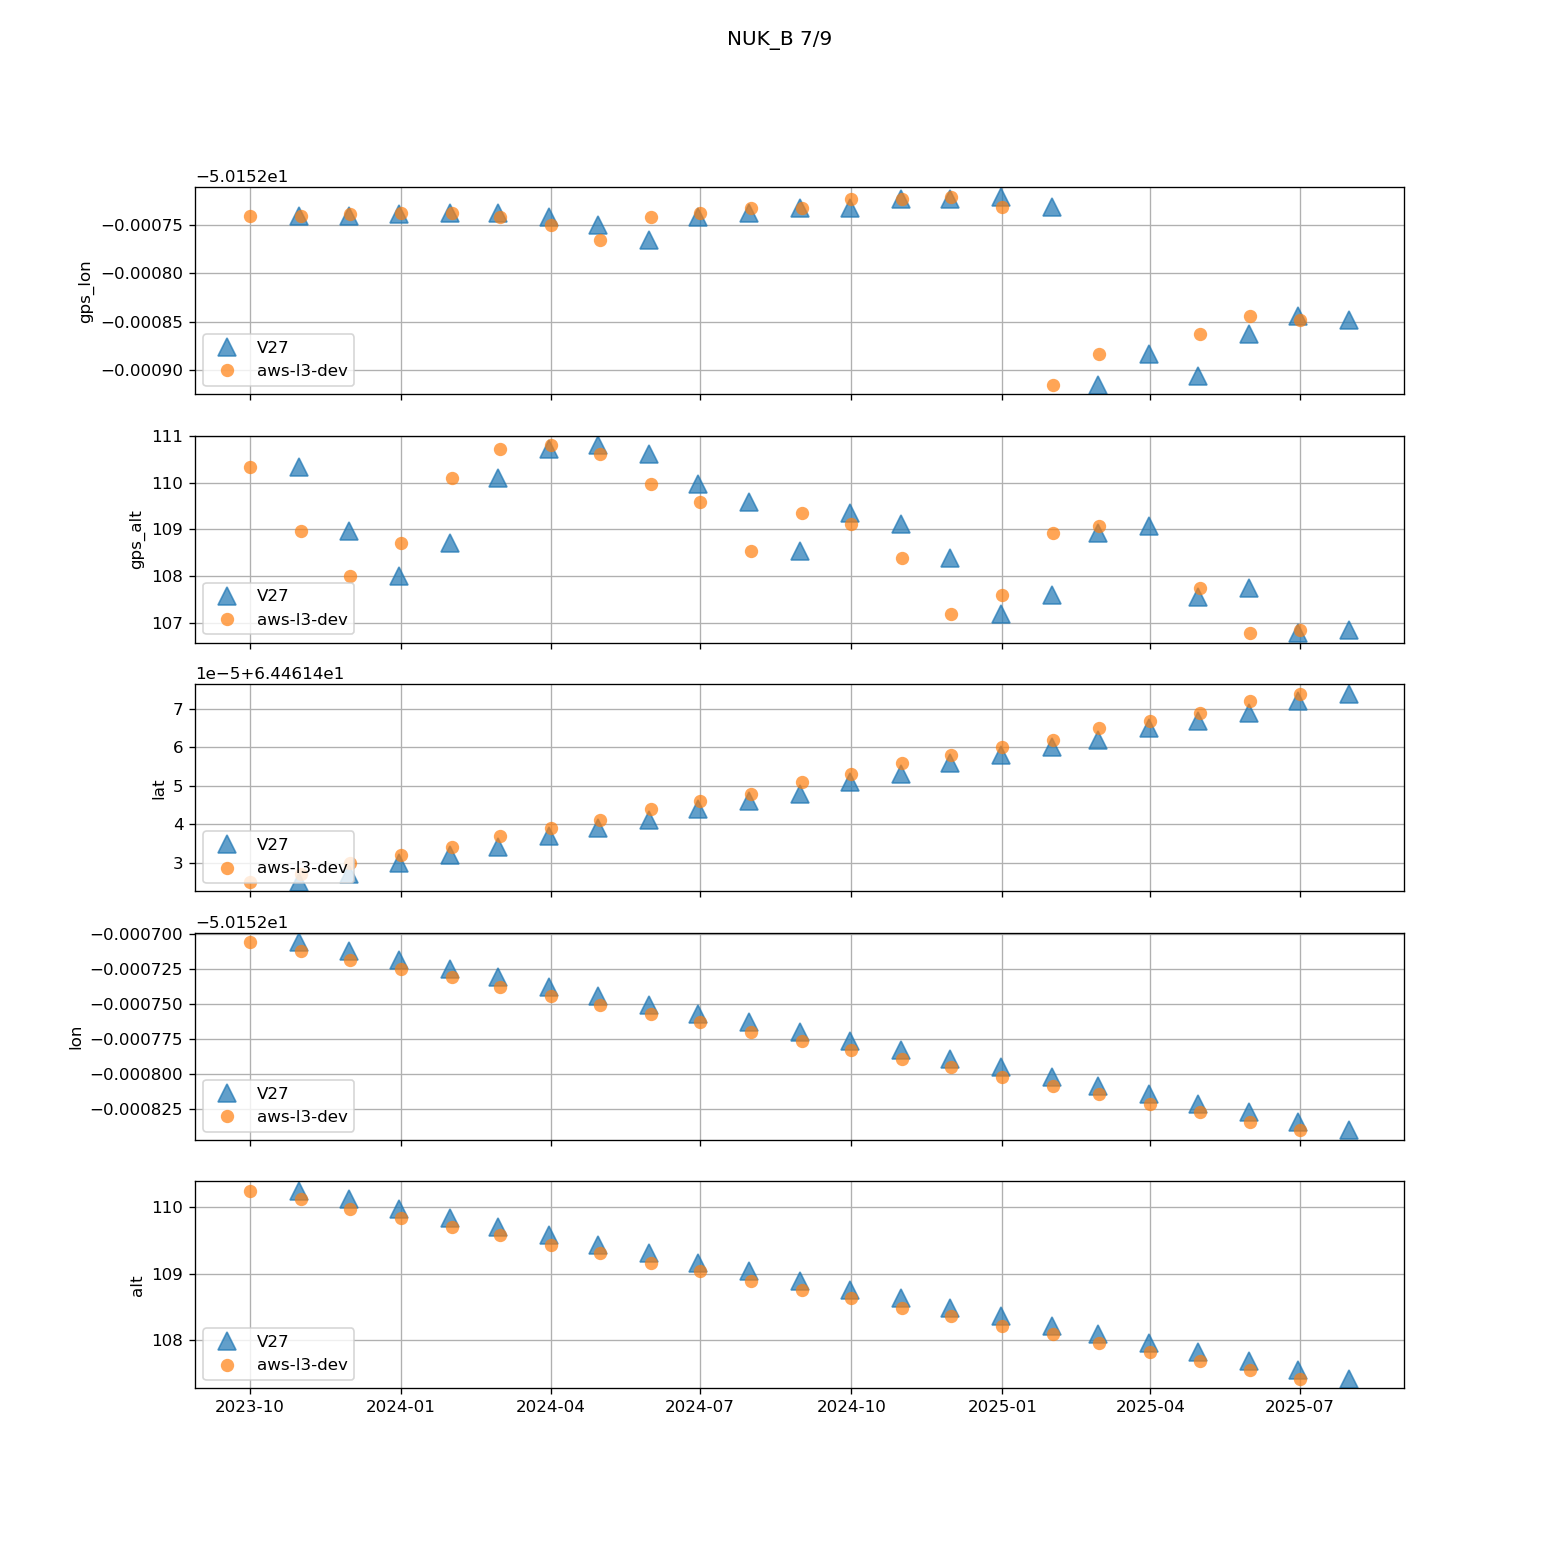 NUK_B 7/9
−5.0152e1
−0.00075
−0.00080
−0.00085
−0.00090
gps_lon
V27
aws-l3-dev
111
110
109
108
107
gps_alt
V27
aws-l3-dev
1e−5+6.44614e1
7
6
5
4
3
lat
V27
aws-l3-dev
−5.0152e1
−0.000700
−0.000725
−0.000750
−0.000775
−0.000800
−0.000825
lon
V27
aws-l3-dev
110
109
108
alt
V27
aws-l3-dev
2023-10 2024-01 2024-04 2024-07 2024-10 2025-01 2025-04 2025-07